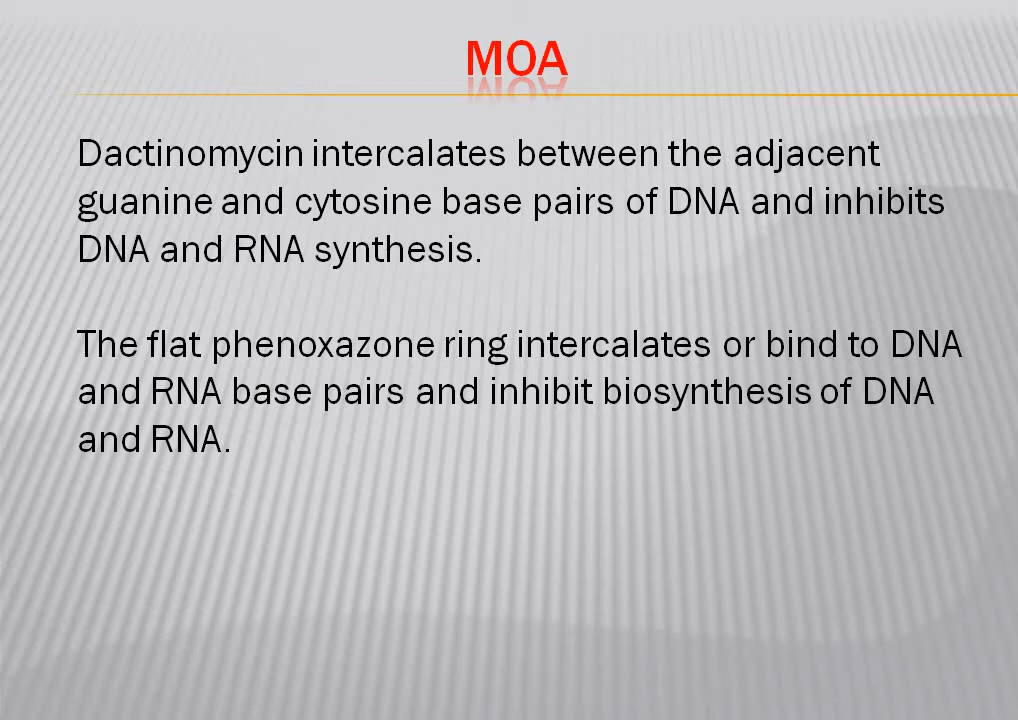 MOA
Dactinomycin intercalates between the adjacent
guanine and cytosine base pairs of DNA and inhibits
DNA and RNA synthesis.
The flat phenoxazone ring intercalates or bind to DNA
and RNA base pairs and inhibit biosynthesis of DNA
and RNA.